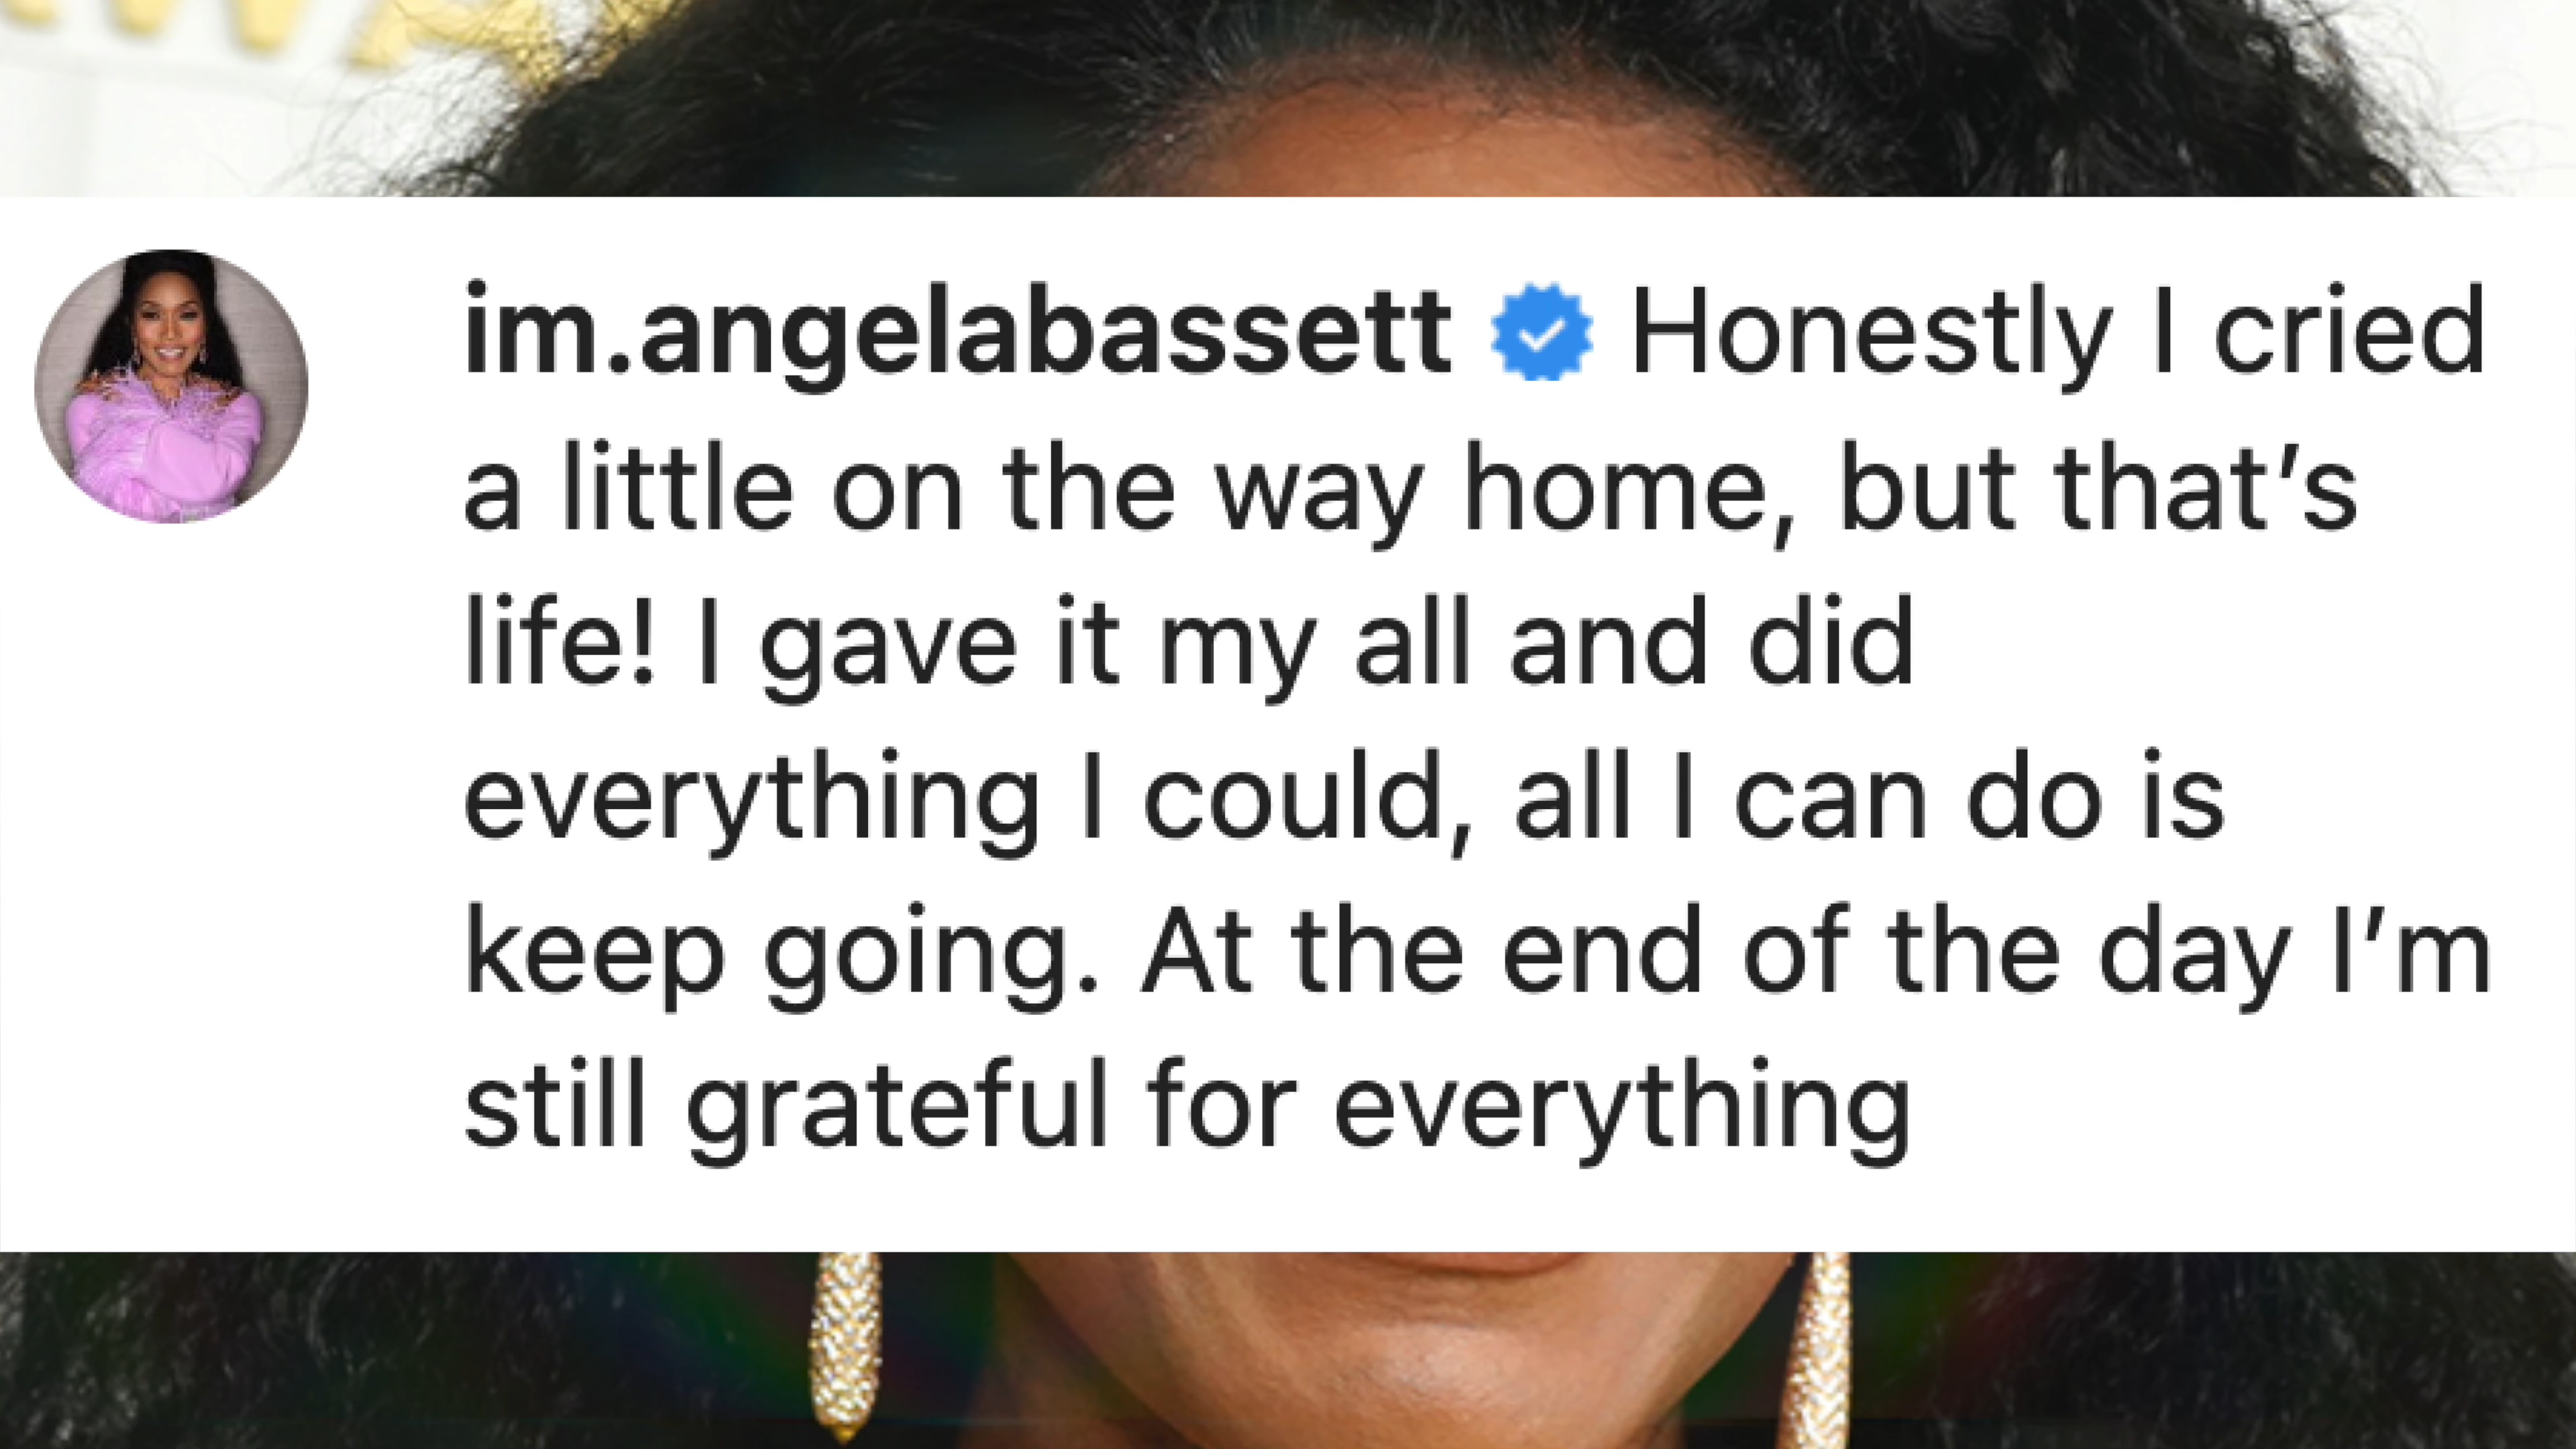 im.angelabassett Honestly I cried
a little on the way home, but that’s
life! I gave it my all and did
everything I could, all I can do is
keep going. At the end of the day I’m
still grateful for everything